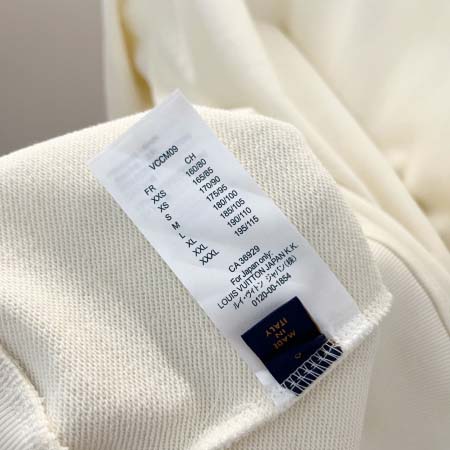 VCCM09
FR CH
XXS 160/80
XS 165/85
S 170/90
M 175/95
L 180/100
XL 185/105
XXL 190/110
XXXL 195/115
CA 36929
For Japan only:
LOUIS VUITTON JAPAN K.K.
ルイ・ヴィトン ジャパン(株)
0120-00-1854
MADE
IN
ITALY